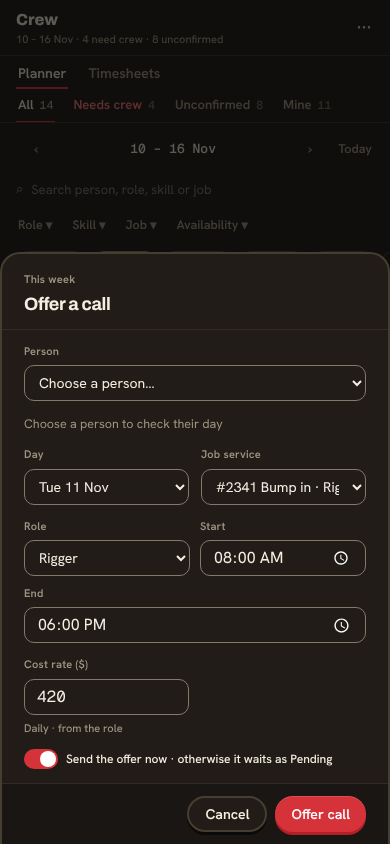 Crew
10 – 16 Nov · 4 need crew · 8 unconfirmed
Planner Timesheets
All 14 Needs crew 4 Unconfirmed 8 Mine 11
10 – 16 Nov Today
Search person, role, skill or job
Role Skill Job Availability
This week
Offer a call
Person
Choose a person...
Choose a person to check their day
Day Job service
Tue 11 Nov #2341 Bump in · Rig
Role Start
Rigger 08:00 AM
End
06:00 PM
Cost rate ($)
420
Daily · from the role
Send the offer now · otherwise it waits as Pending
Cancel Offer call